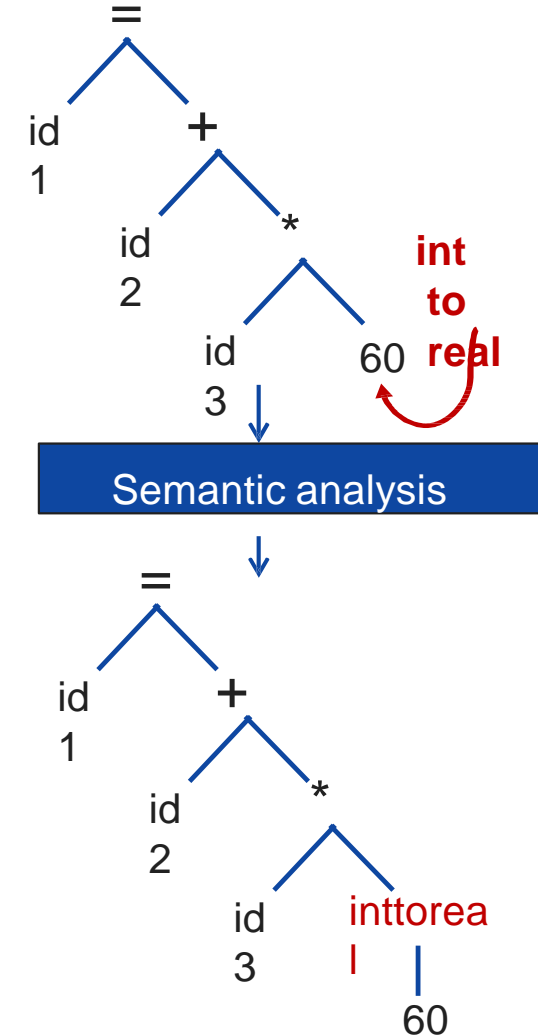 =
id
1
+
id
2
*
int
to
real
id
3
60
Semantic analysis
=
id
1
+
id
2
*
id
3
inttorea
l
60